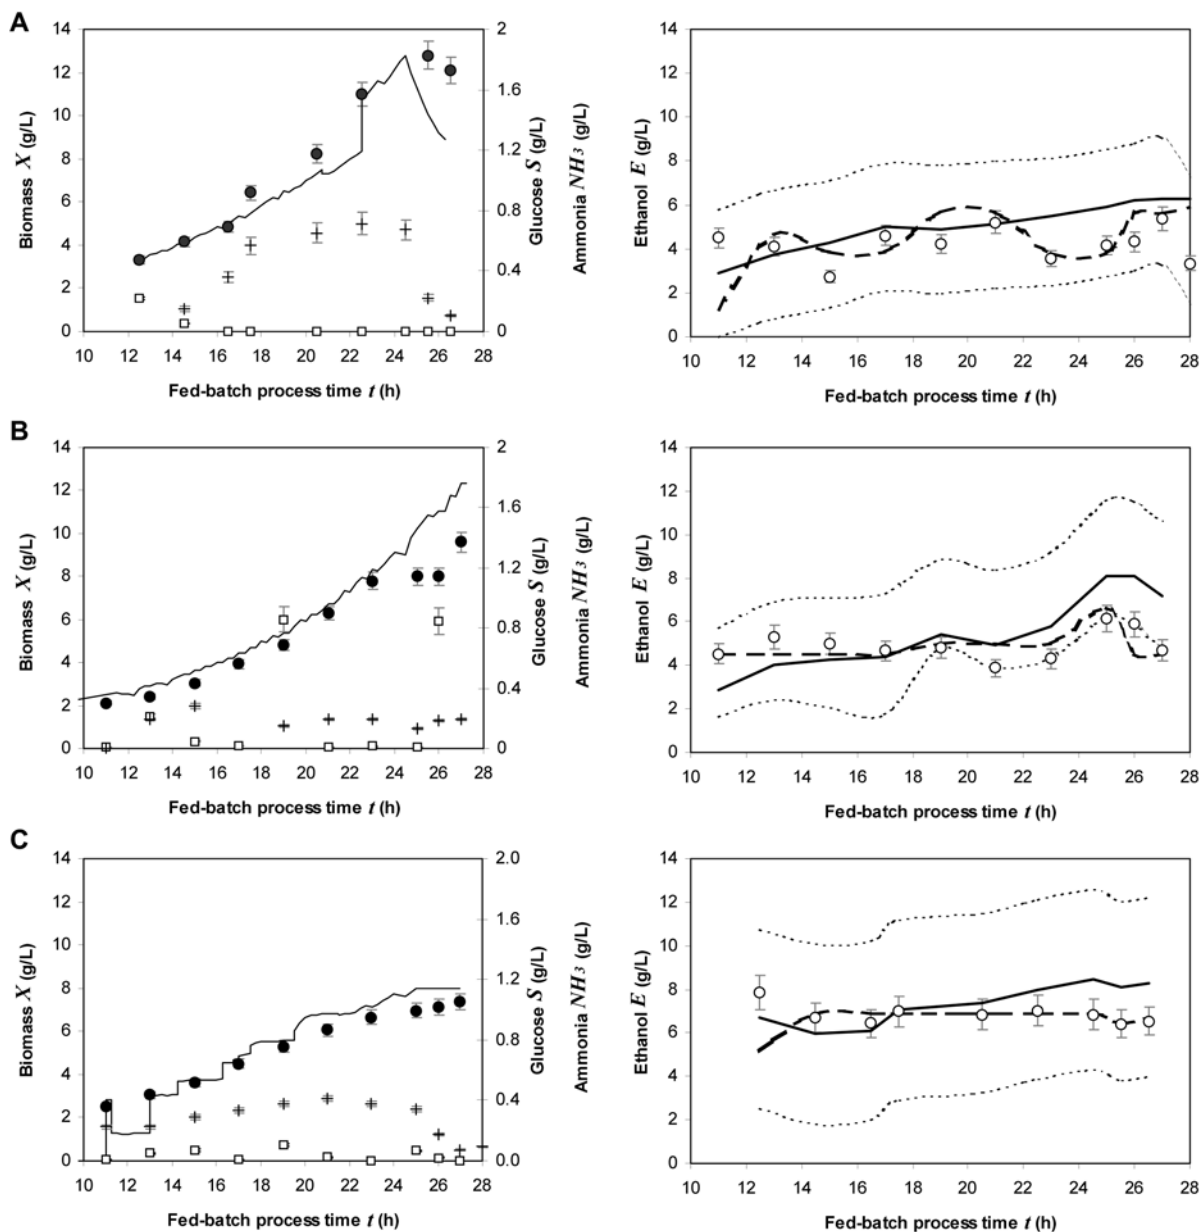 A
14
12
10
8
6
4
2
0
Biomass X (g/L)
2
1.6
1.2
0.8
0.4
0
Glucose S (g/L)
Ammonia NH3 (g/L)
10 12 14 16 18 20 22 24 26 28
Fed-batch process time t (h)
14
12
10
8
6
4
2
0
Ethanol E (g/L)
10 12 14 16 18 20 22 24 26 28
Fed-batch process time t (h)
B
14
12
10
8
6
4
2
0
Biomass X (g/L)
2
1.6
1.2
0.8
0.4
0
Glucose S (g/L)
Ammonia NH3 (g/L)
10 12 14 16 18 20 22 24 26 28
Fed-batch process time t (h)
14
12
10
8
6
4
2
0
Ethanol E (g/L)
10 12 14 16 18 20 22 24 26 28
Fed-batch process time t (h)
C
14
12
10
8
6
4
2
0
Biomass X (g/L)
2.0
1.6
1.2
0.8
0.4
0.0
Glucose S (g/L)
Ammonia NH3 (g/L)
10 12 14 16 18 20 22 24 26 28
Fed-batch process time t (h)
14
12
10
8
6
4
2
0
Ethanol E (g/L)
10 12 14 16 18 20 22 24 26 28
Fed-batch process time t (h)